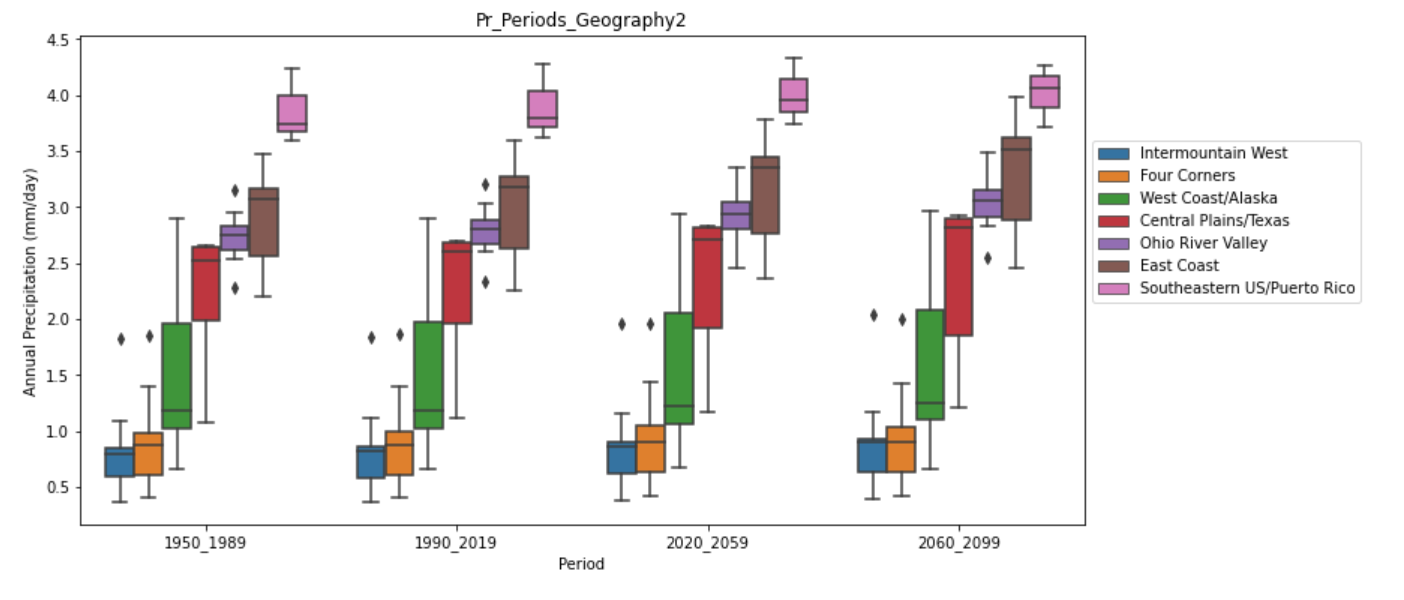 Pr_Periods_Geography2
Annual Precipitation (mm/day)
4.5
4.0
3.5
3.0
2.5
2.0
1.5
1.0
0.5
1950_1989
1990_2019
2020_2059
2060_2099
Period
Intermountain West
Four Corners
West Coast/Alaska
Central Plains/Texas
Ohio River Valley
East Coast
Southeastern US/Puerto Rico